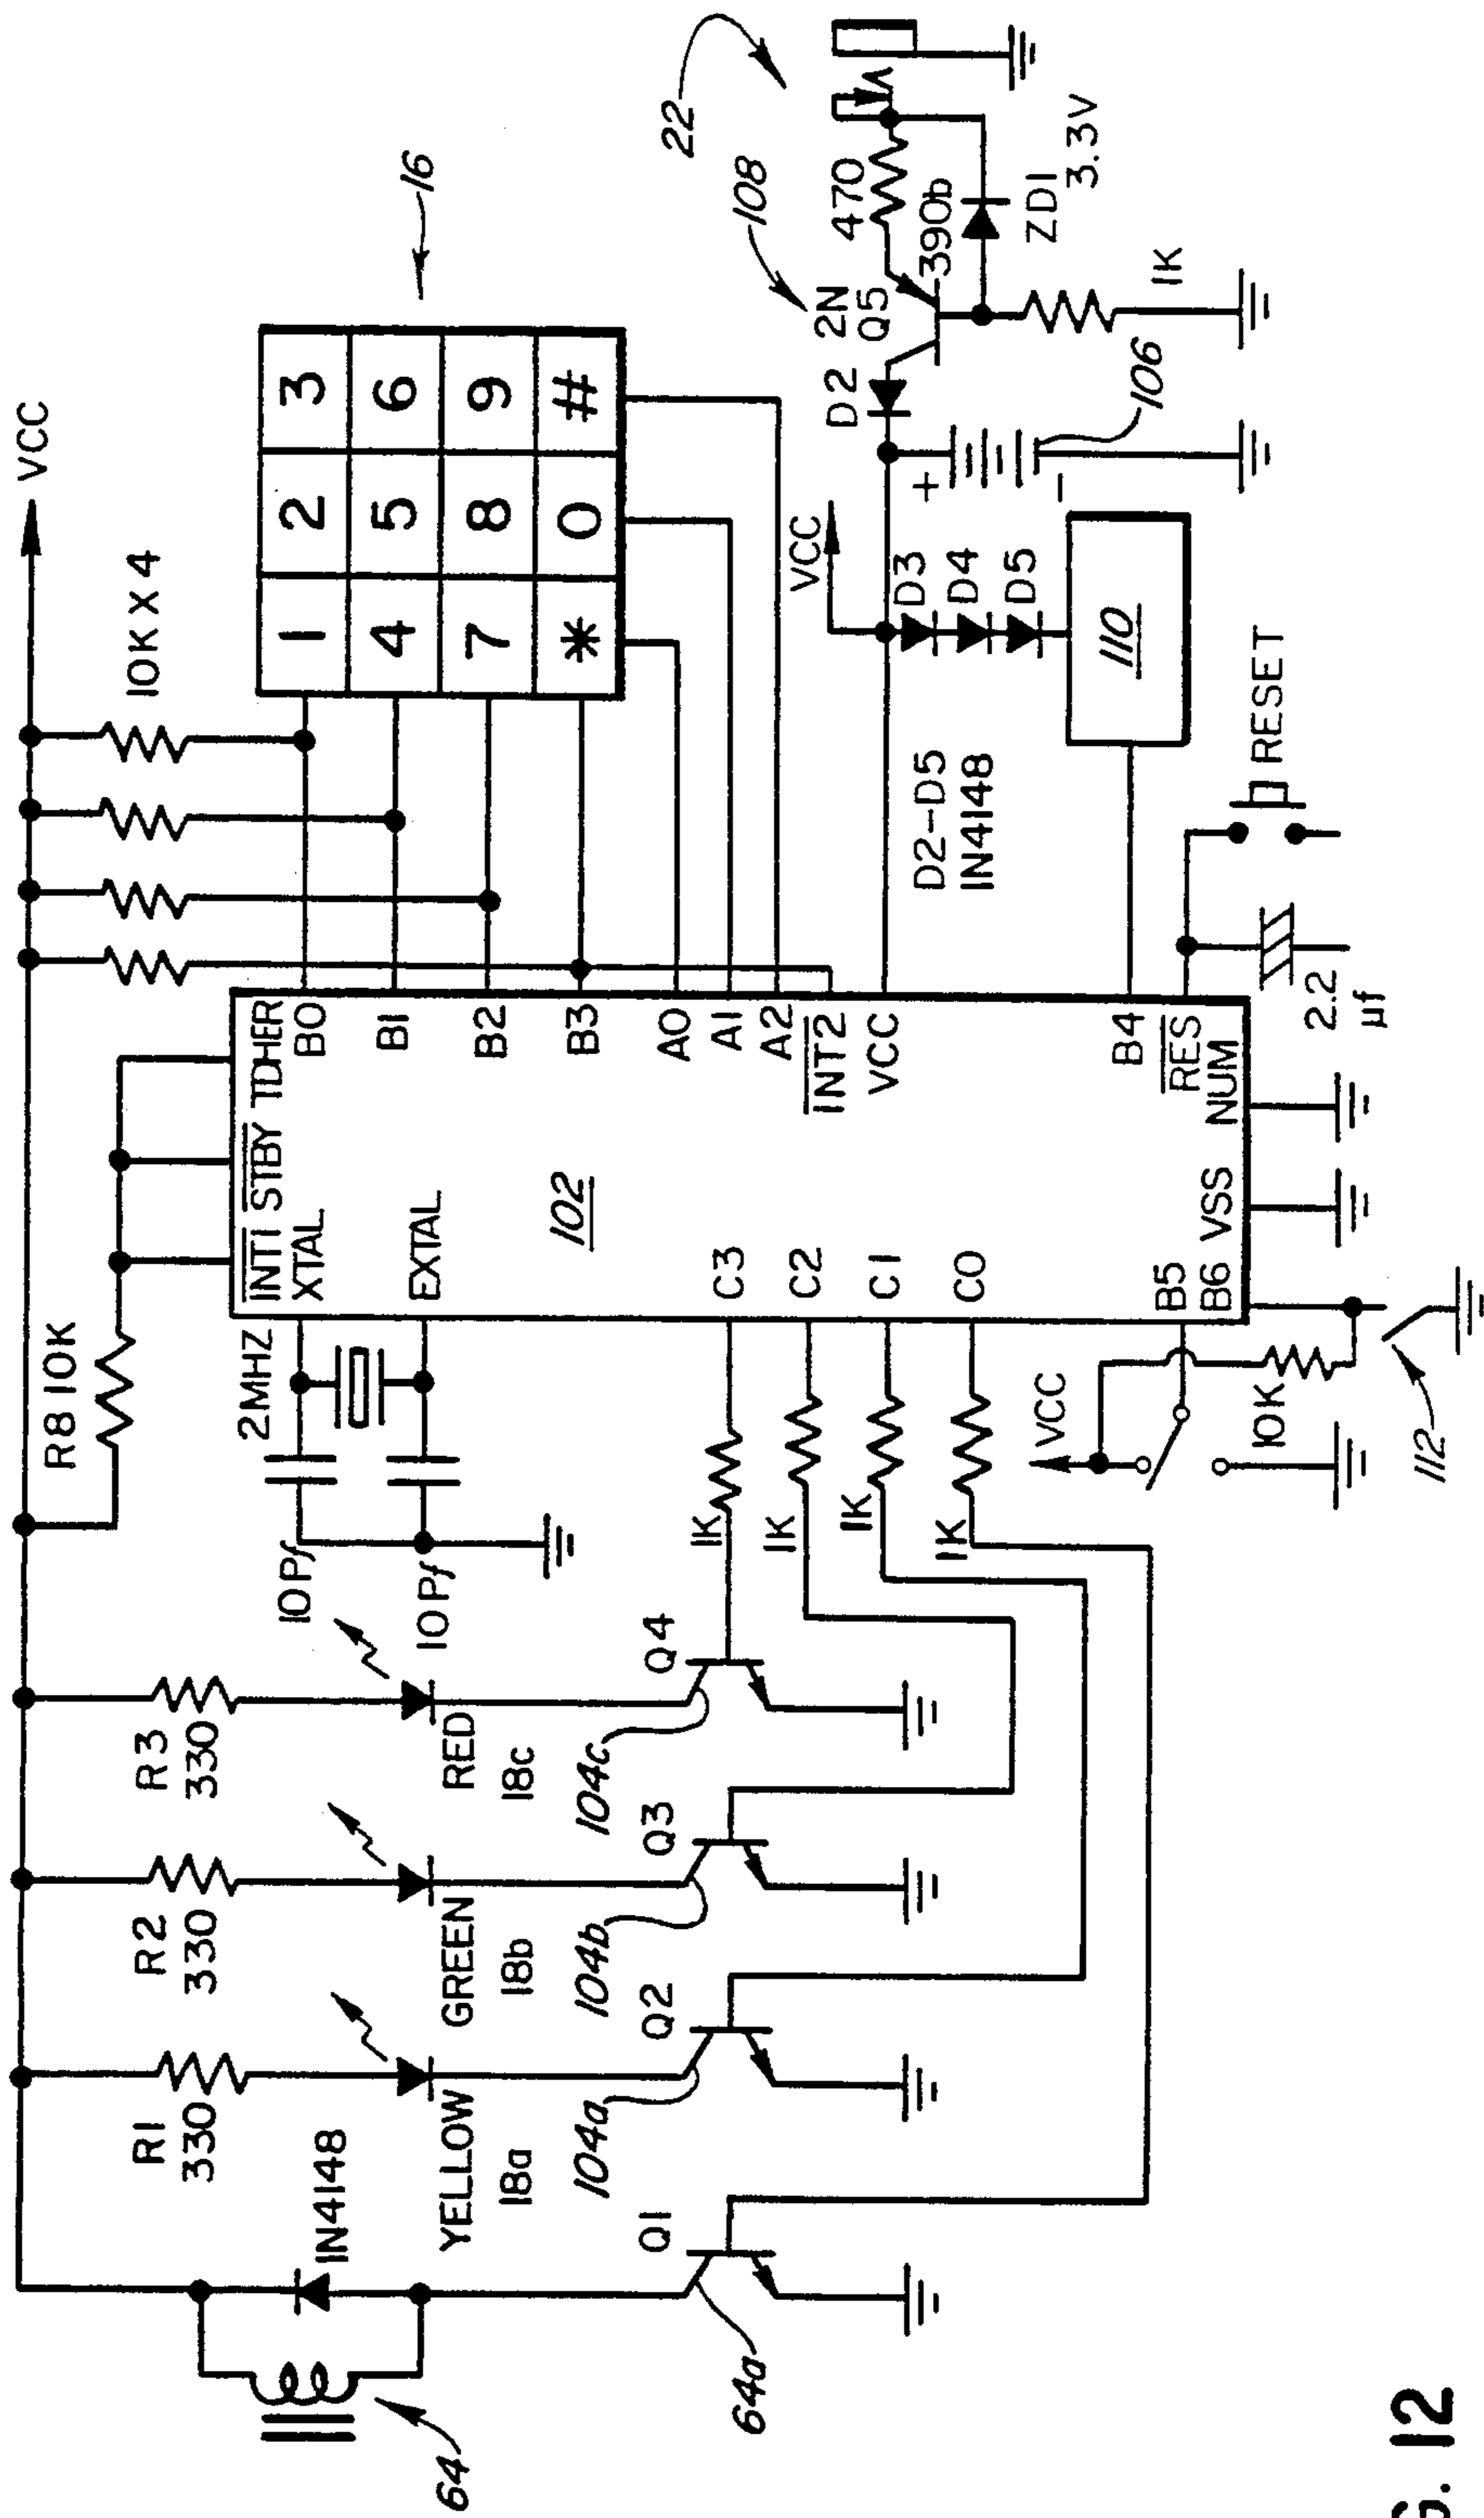 VCC
10K X 4
R8 10K
R3
330
R2
330
R1
330
IN4148
64
YELLOW
18a
GREEN
18b
RED
18c
10Pf
10Pf
2MHZ
INT1 STBY TDHER
XTAL
EXTAL
102
B0
B1
B2
B3
A0
A1
A2
INT2
VCC
B4
RES
NUM
C3
C2
C1
C0
B5
B6 VSS
1 2 3
4 5 6
7 8 9
* 0 #
16
Q1
64a
Q2
104a
Q3
104b
Q4
104c
1K
1K
1K
1K
VCC
10K
112
VCC
D3
D4
D5
110
D2-D5
IN4148
RESET
2.2
µf
D2
+
-
106
2N
Q5
390b
108
470
22
ZD1
3.3V
1K
G. 12